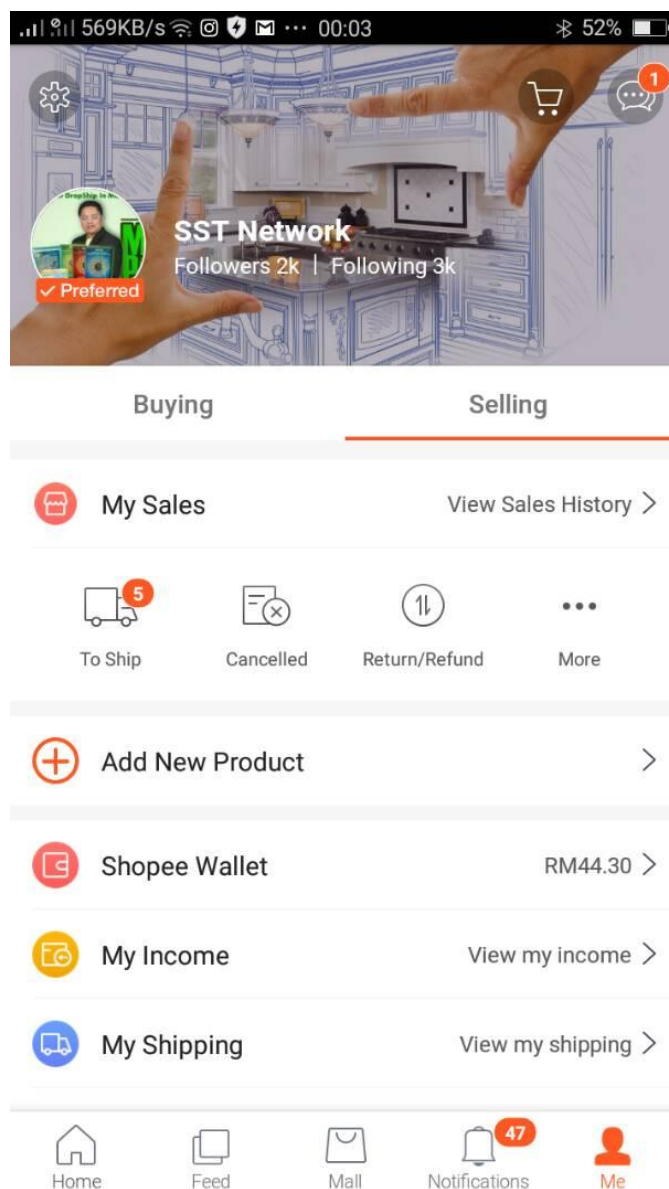 569KB/s ··· 00:03 52%
1
DropShip In M
SST Network
Preferred
Followers 2k | Following 3k
Buying Selling
My Sales View Sales History >
5
To Ship Cancelled Return/Refund More
Add New Product >
Shopee Wallet RM44.30 >
My Income View my income >
My Shipping View my shipping >
47
Home Feed Mall Notifications Me